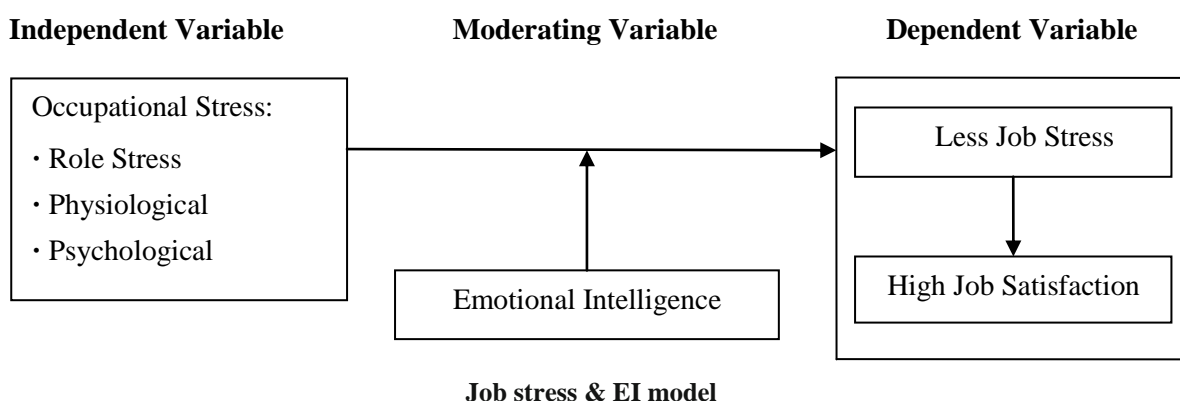 Independent Variable
Moderating Variable
Dependent Variable
Occupational Stress:
· Role Stress
· Physiological
· Psychological
Emotional Intelligence
Less Job Stress
High Job Satisfaction
Job stress & EI model